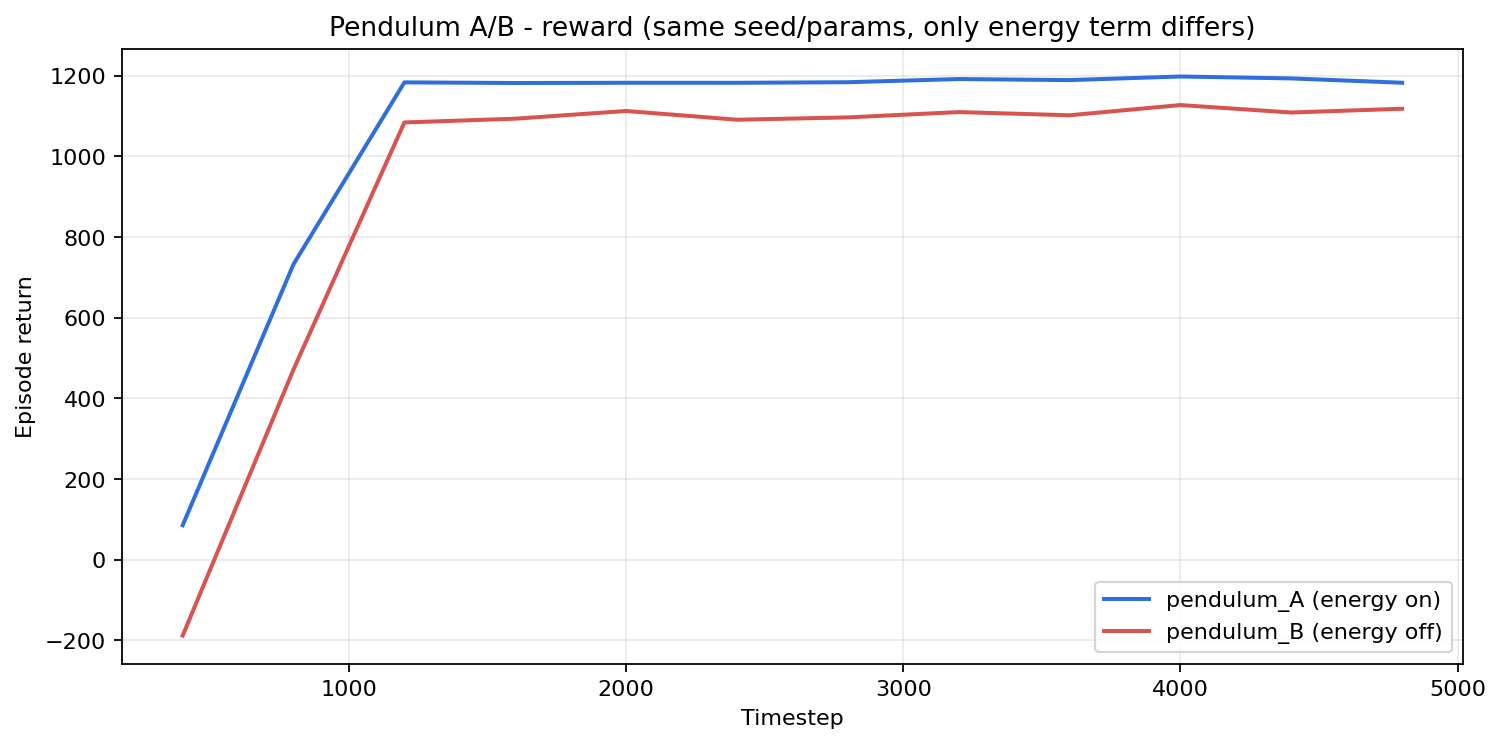 Pendulum A/B - reward (same seed/params, only energy term differs)
Episode return
1200
1000
800
600
400
200
0
−200
pendulum_A (energy on)
pendulum_B (energy off)
1000
2000
3000
4000
5000
Timestep